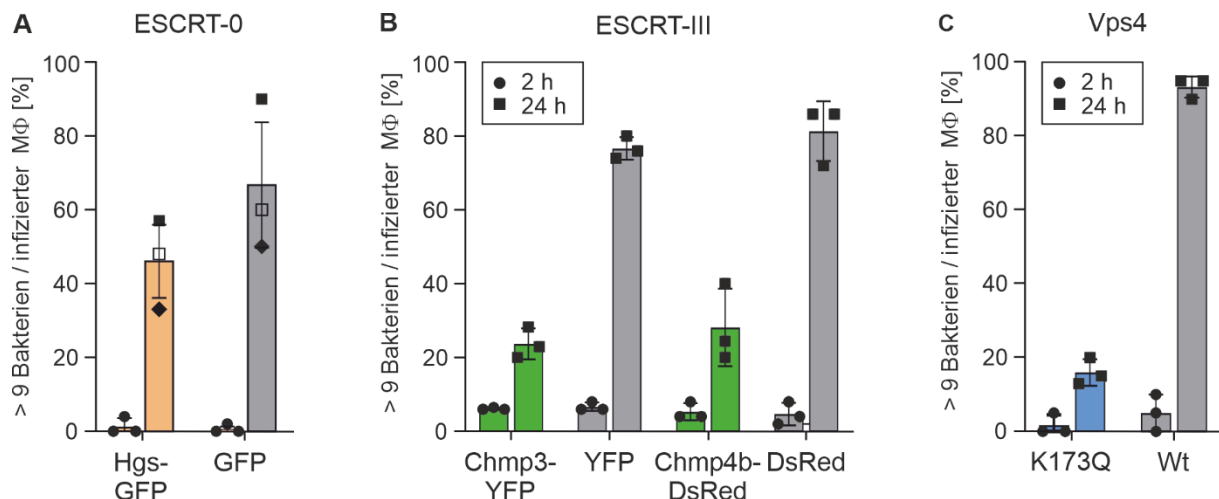 A
ESCRT-0
> 9 Bakterien / infizierter MΦ [%]
100
80
60
40
20
0
Hgs-
GFP
GFP
B
ESCRT-III
> 9 Bakterien / infizierter MΦ [%]
100
80
60
40
20
0
2 h
24 h
Chmp3-
YFP
YFP
Chmp4b-
DsRed
DsRed
C
Vps4
> 9 Bakterien / infizierter MΦ [%]
100
80
60
40
20
0
2 h
24 h
K173Q
Wt